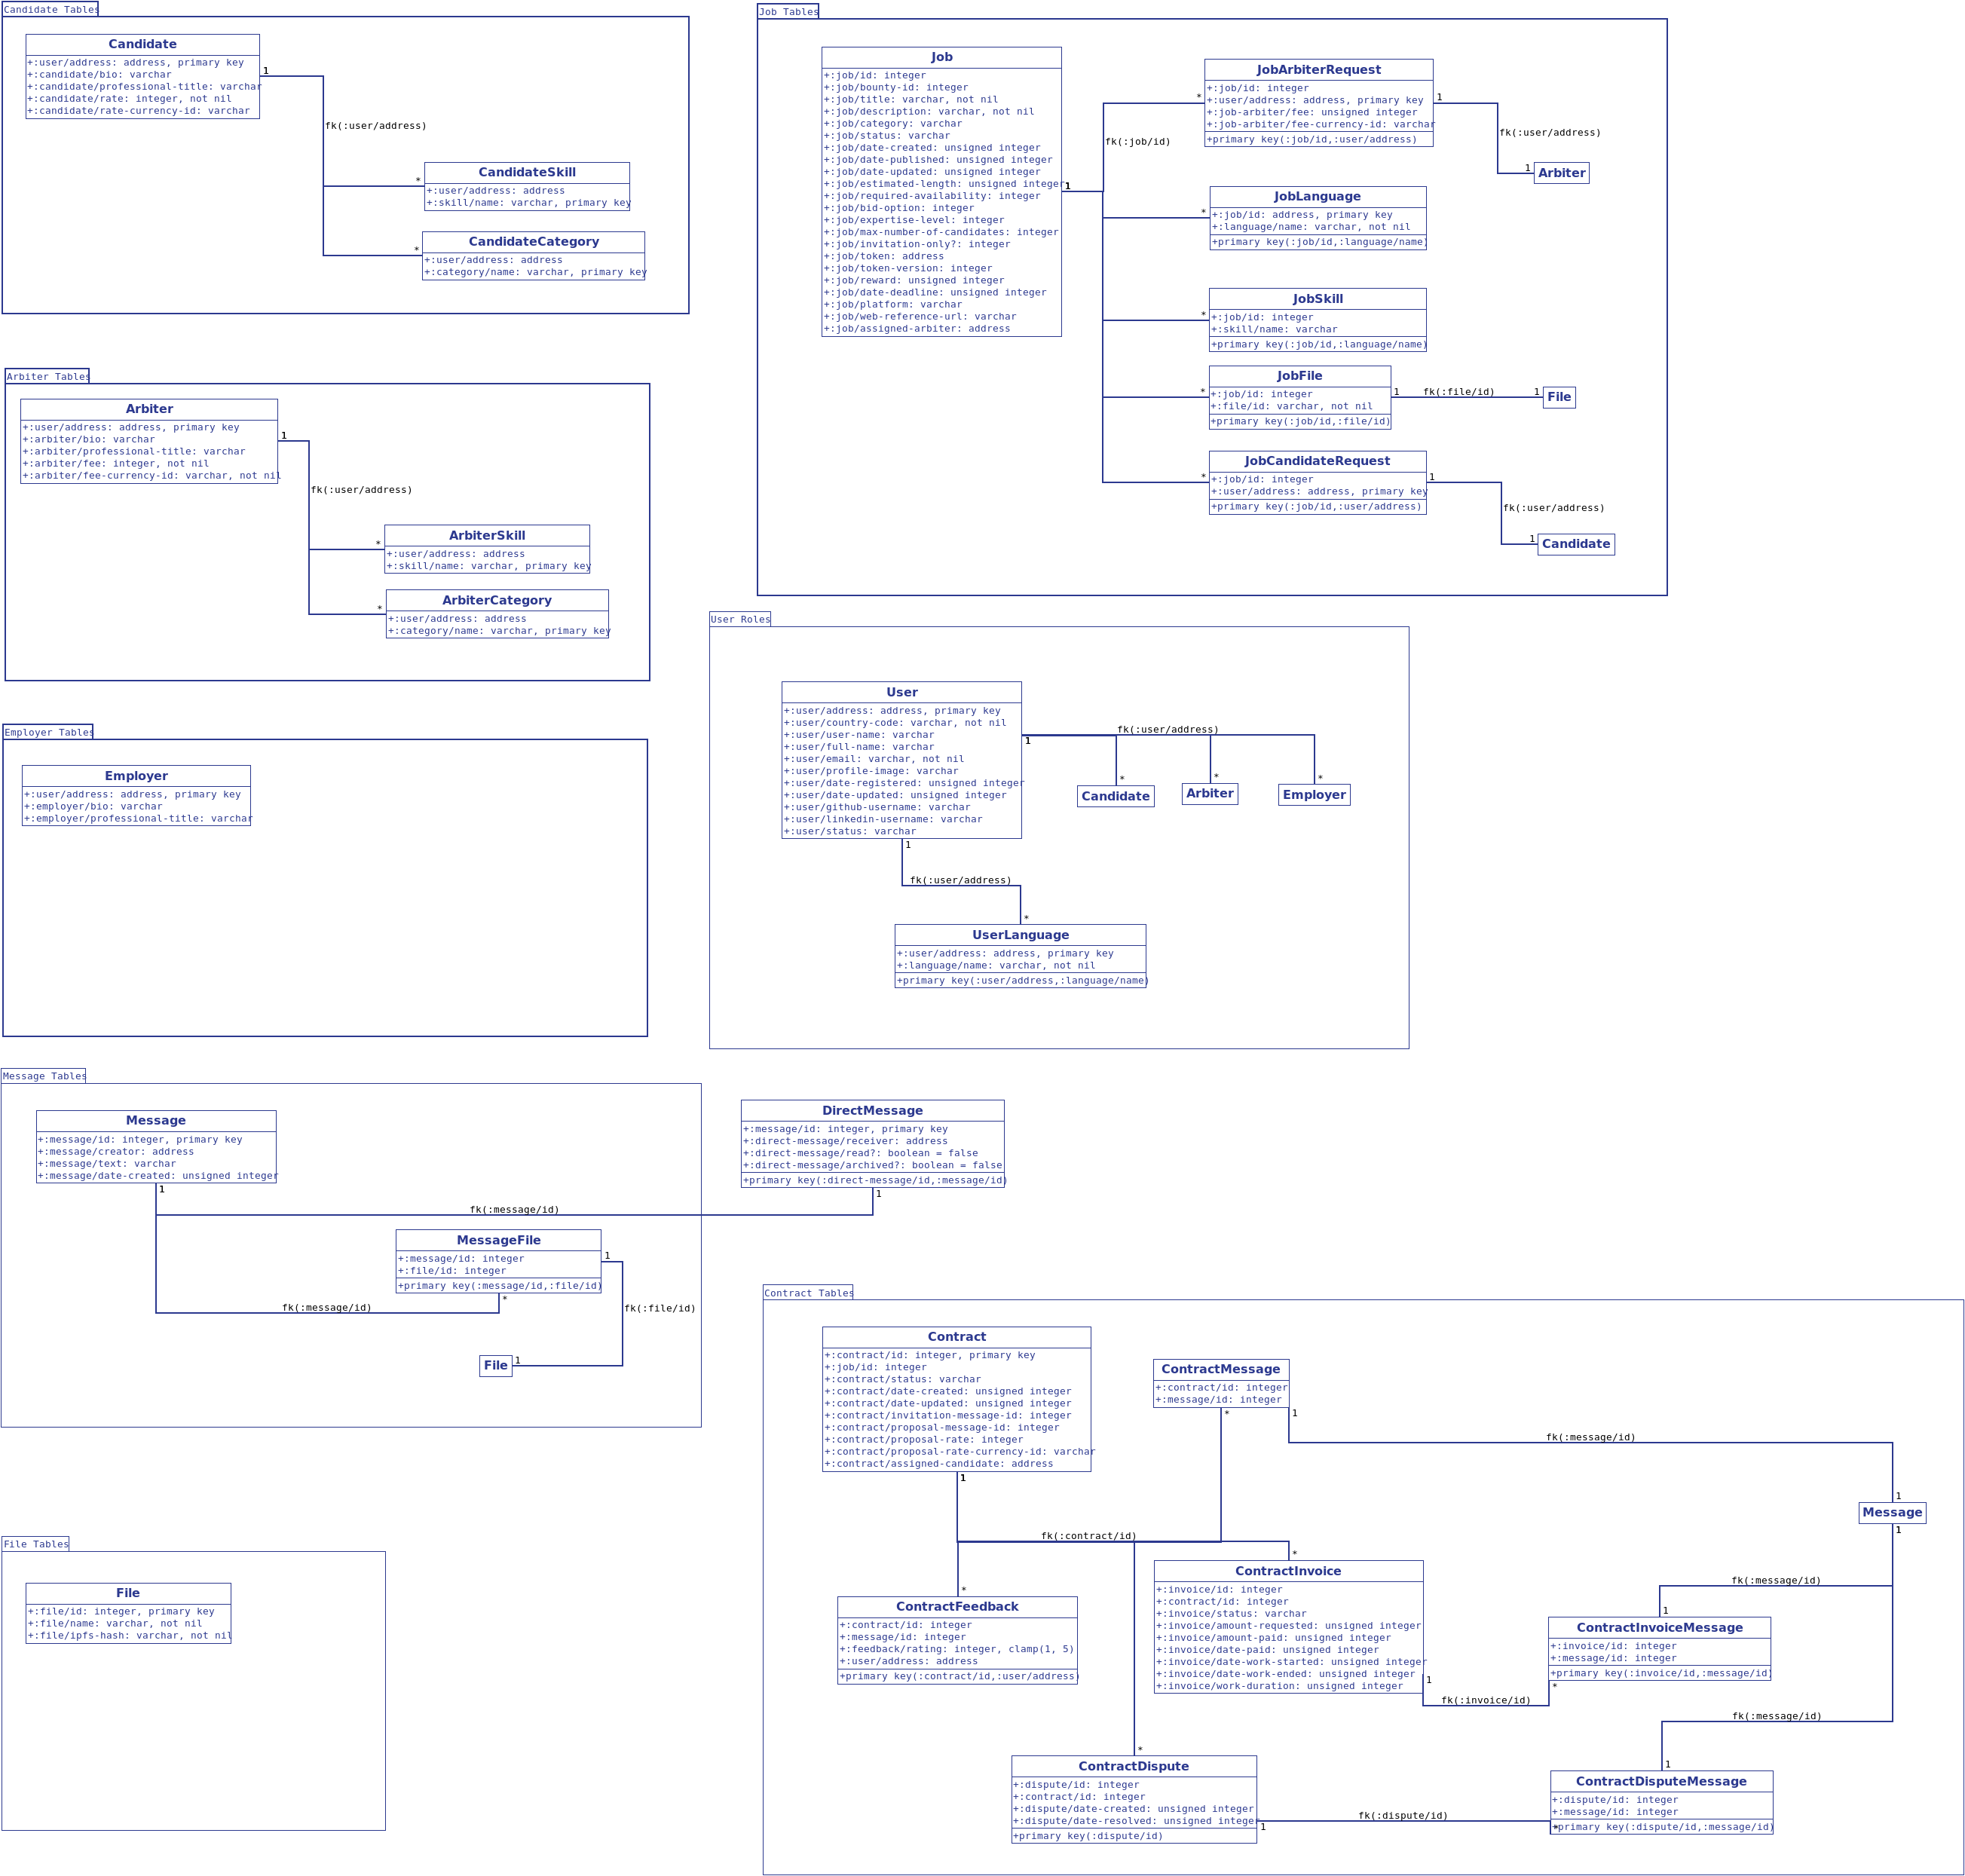 Candidate Tables
Candidate
+:user/address: address, primary key
+:candidate/bio: varchar
+:candidate/professional-title: varchar
+:candidate/rate: integer, not nil
+:candidate/rate-currency-id: varchar
1
fk(:user/address)
*
CandidateSkill
+:user/address: address
+:skill/name: varchar, primary key
*
CandidateCategory
+:user/address: address
+:category/name: varchar, primary key
Job Tables
Job
+:job/id: integer
+:job/bounty-id: integer
+:job/title: varchar, not nil
+:job/description: varchar, not nil
+:job/category: varchar
+:job/status: varchar
+:job/date-created: unsigned integer
+:job/date-published: unsigned integer
+:job/date-updated: unsigned integer
+:job/estimated-length: unsigned integer
+:job/required-availability: integer
+:job/bid-option: integer
+:job/expertise-level: integer
+:job/max-number-of-candidates: integer
+:job/invitation-only?: integer
+:job/token: address
+:job/token-version: integer
+:job/reward: unsigned integer
+:job/date-deadline: unsigned integer
+:job/platform: varchar
+:job/web-reference-url: varchar
+:job/assigned-arbiter: address
1
fk(:job/id)
*
JobArbiterRequest
+:job/id: integer
+:user/address: address, primary key
+:job-arbiter/fee: unsigned integer
+:job-arbiter/fee-currency-id: varchar
+primary key(:job/id,:user/address)
1
fk(:user/address)
1
Arbiter
*
JobLanguage
+:job/id: address, primary key
+:language/name: varchar, not nil
+primary key(:job/id,:language/name)
*
JobSkill
+:job/id: integer
+:skill/name: varchar
+primary key(:job/id,:language/name)
*
JobFile
+:job/id: integer
+:file/id: varchar, not nil
+primary key(:job/id,:file/id)
1
fk(:file/id)
1
File
*
JobCandidateRequest
+:job/id: integer
+:user/address: address, primary key
+primary key(:job/id,:user/address)
1
fk(:user/address)
1
Candidate
Arbiter Tables
Arbiter
+:user/address: address, primary key
+:arbiter/bio: varchar
+:arbiter/professional-title: varchar
+:arbiter/fee: integer, not nil
+:arbiter/fee-currency-id: varchar, not nil
1
fk(:user/address)
*
ArbiterSkill
+:user/address: address
+:skill/name: varchar, primary key
*
ArbiterCategory
+:user/address: address
+:category/name: varchar, primary key
User Roles
User
+:user/address: address, primary key
+:user/country-code: varchar, not nil
+:user/user-name: varchar
+:user/full-name: varchar
+:user/email: varchar, not nil
+:user/profile-image: varchar
+:user/date-registered: unsigned integer
+:user/date-updated: unsigned integer
+:user/github-username: varchar
+:user/linkedin-username: varchar
+:user/status: varchar
1
fk(:user/address)
*
Candidate
*
Arbiter
*
Employer
1
fk(:user/address)
*
UserLanguage
+:user/address: address, primary key
+:language/name: varchar, not nil
+primary key(:user/address,:language/name)
Employer Tables
Employer
+:user/address: address, primary key
+:employer/bio: varchar
+:employer/professional-title: varchar
Message Tables
Message
+:message/id: integer, primary key
+:message/creator: address
+:message/text: varchar
+:message/date-created: unsigned integer
1
fk(:message/id)
DirectMessage
+:message/id: integer, primary key
+:direct-message/receiver: address
+:direct-message/read?: boolean = false
+:direct-message/archived?: boolean = false
+primary key(:direct-message/id,:message/id)
1
MessageFile
+:message/id: integer
+:file/id: integer
+primary key(:message/id,:file/id)
1
*
fk(:message/id)
fk(:file/id)
File
1
Contract Tables
Contract
+:contract/id: integer, primary key
+:job/id: integer
+:contract/status: varchar
+:contract/date-created: unsigned integer
+:contract/date-updated: unsigned integer
+:contract/invitation-message-id: integer
+:contract/proposal-message-id: integer
+:contract/proposal-rate: integer
+:contract/proposal-rate-currency-id: varchar
+:contract/assigned-candidate: address
1
ContractMessage
+:contract/id: integer
+:message/id: integer
*
1
fk(:message/id)
1
Message
1
fk(:contract/id)
*
ContractFeedback
+:contract/id: integer
+:message/id: integer
+:feedback/rating: integer, clamp(1, 5)
+:user/address: address
+primary key(:contract/id,:user/address)
*
ContractInvoice
+:invoice/id: integer
+:contract/id: integer
+:invoice/status: varchar
+:invoice/amount-requested: unsigned integer
+:invoice/amount-paid: unsigned integer
+:invoice/date-paid: unsigned integer
+:invoice/date-work-started: unsigned integer
+:invoice/date-work-ended: unsigned integer
+:invoice/work-duration: unsigned integer
1
fk(:invoice/id)
fk(:message/id)
1
ContractInvoiceMessage
+:invoice/id: integer
+:message/id: integer
+primary key(:invoice/id,:message/id)
*
fk(:message/id)
*
ContractDispute
+:dispute/id: integer
+:contract/id: integer
+:dispute/date-created: unsigned integer
+:dispute/date-resolved: unsigned integer
+primary key(:dispute/id)
1
fk(:dispute/id)
1
ContractDisputeMessage
+:dispute/id: integer
+:message/id: integer
*
+primary key(:dispute/id,:message/id)
File Tables
File
+:file/id: integer, primary key
+:file/name: varchar, not nil
+:file/ipfs-hash: varchar, not nil